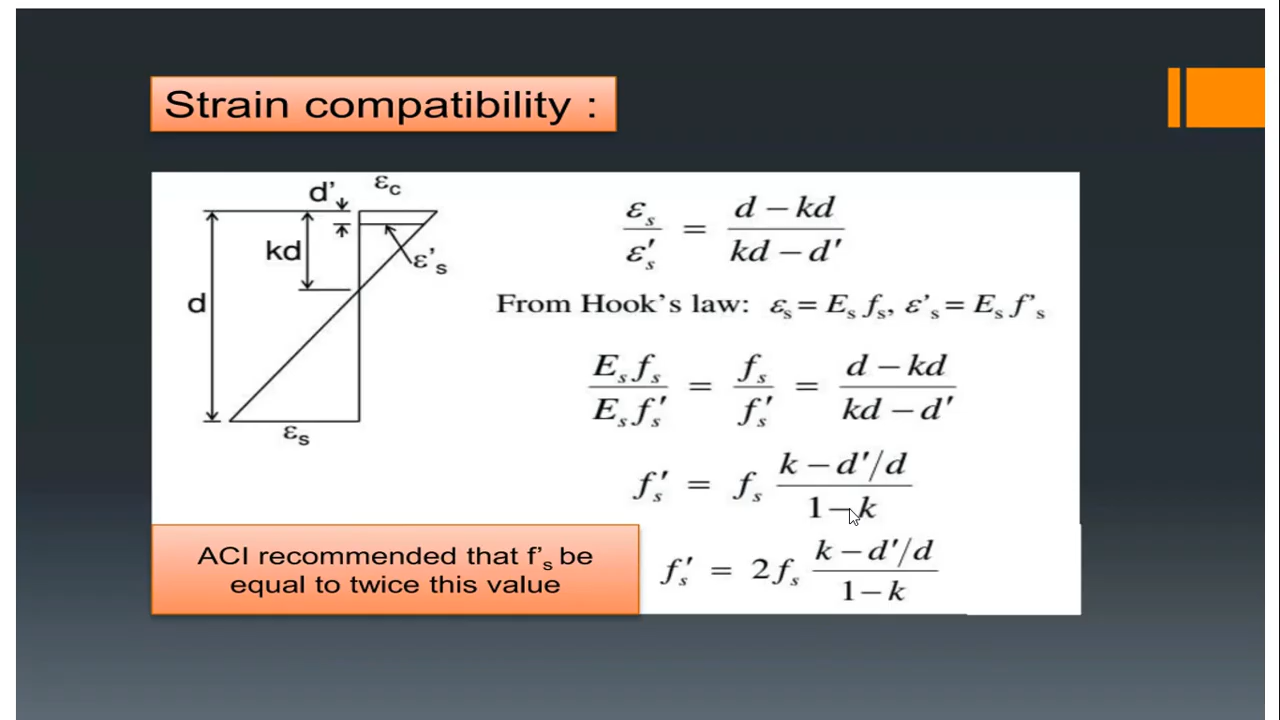 Strain compatibility :
d'
εc
kd
ε's
d
εs
εs / ε's = (d − kd) / (kd − d′)
From Hook's law: εs = Es fs, ε's = Es f's
Es fs / Es f's = fs / f's = (d − kd) / (kd − d′)
f's = fs (k − d′/d) / (1 − k)
ACI recommended that f's be
equal to twice this value
f's = 2fs (k − d′/d) / (1 − k)